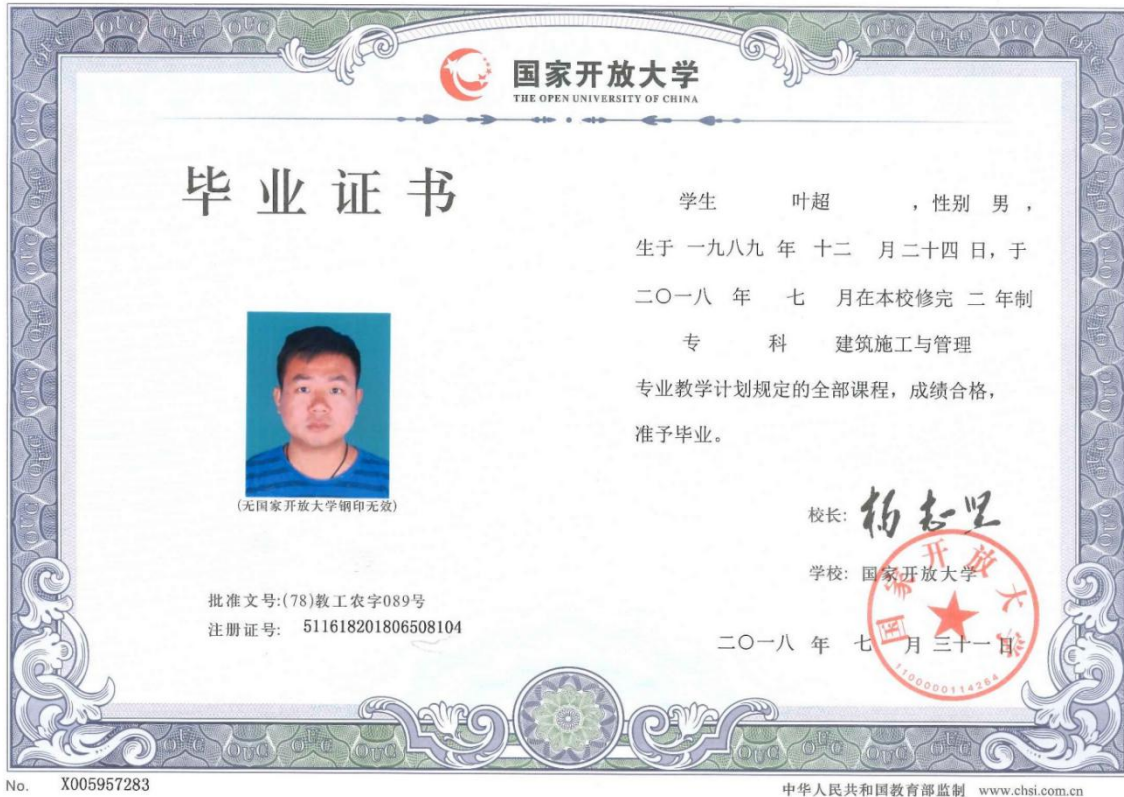 国家开放大学
THE OPEN UNIVERSITY OF CHINA
毕业证书
(无国家开放大学钢印无效)
批准文号:(78)教工农字089号
注册证号: 511618201806508104
学生 叶超 ，性别 男 ，
生于 一九八九 年 十二 月二十四 日，于
二〇一八 年 七 月在本校修完 二 年制
专 科 建筑施工与管理
专业教学计划规定的全部课程，成绩合格，
准予毕业。
校长: 杨志坚
学校: 国家开放大学
二〇一八 年 七 月 三十一日
国家开放大学
1100000114284
No. X005957283
中华人民共和国教育部监制 www.chsi.com.cn